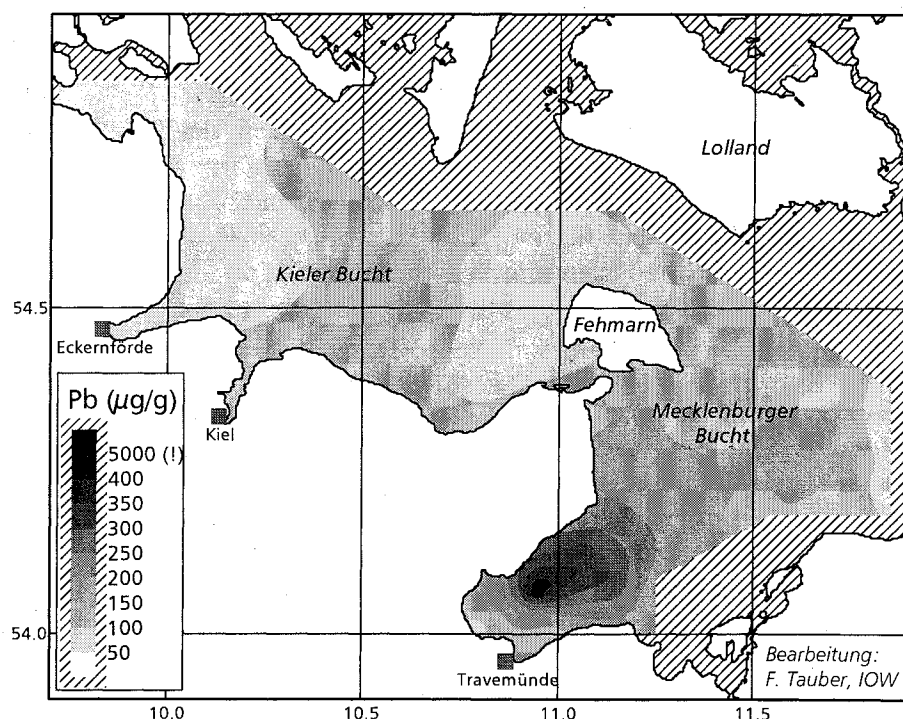 Lolland
Kieler Bucht
54.5
Fehmarn
Eckernförde
Pb (µg/g)
Mecklenburger
Bucht
Kiel
5000 (!)
400
350
300
250
200
150
100
50
54.0
Travemünde
Bearbeitung:
F. Tauber, IOW
10.0
10.5
11.0
11.5